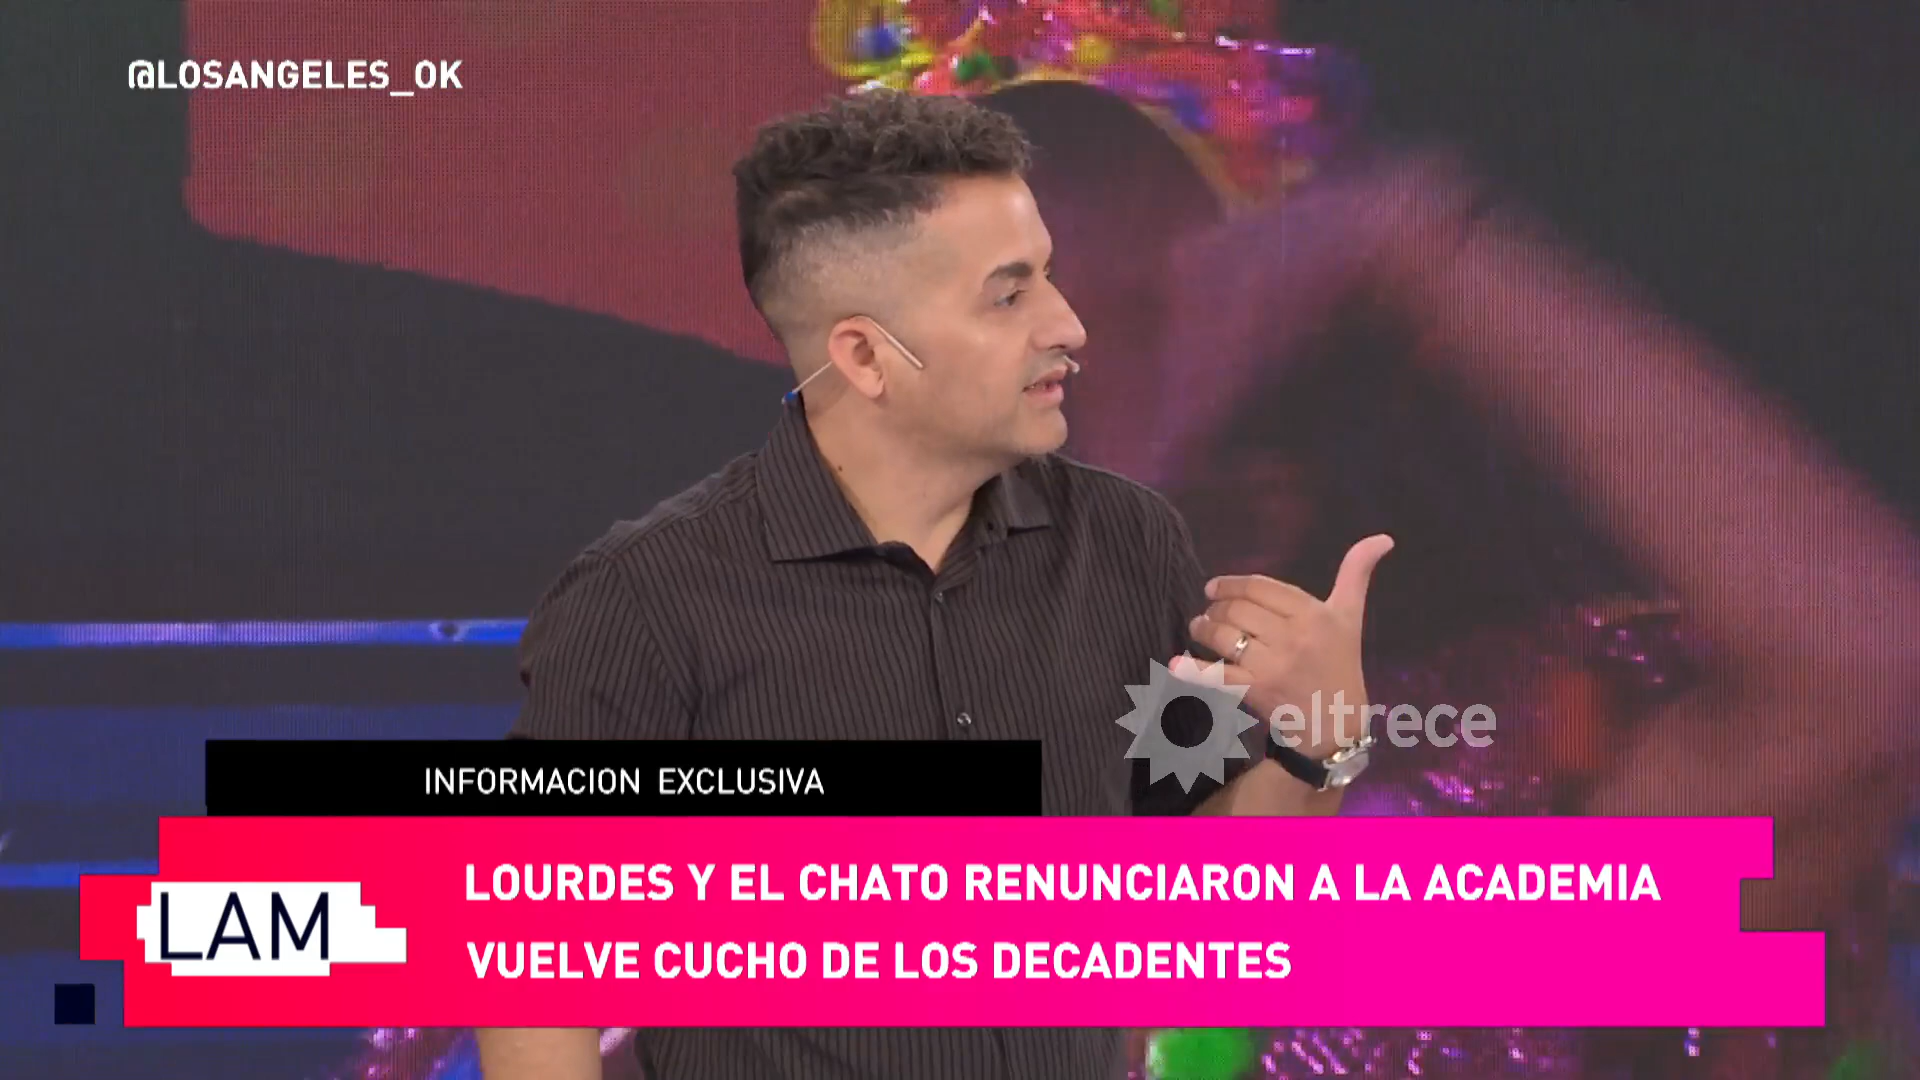 @LOSANGELES_OK
eltrece
INFORMACION EXCLUSIVA
LOURDES Y EL CHATO RENUNCIARON A LA ACADEMIA
LAM
VUELVE CUCHO DE LOS DECADENTES